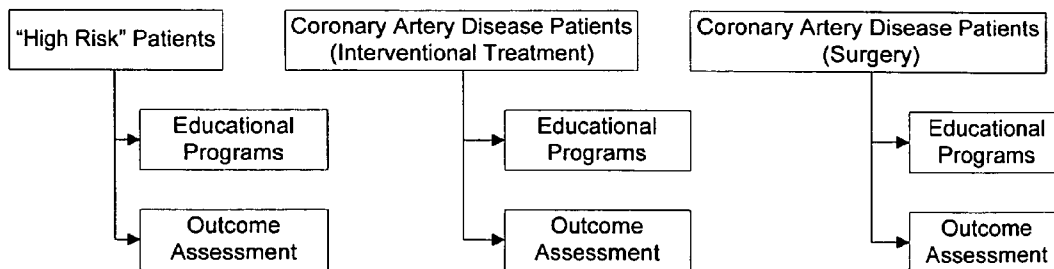 “High Risk” Patients
Coronary Artery Disease Patients
(Interventional Treatment)
Coronary Artery Disease Patients
(Surgery)
Educational
Programs
Outcome
Assessment
Educational
Programs
Outcome
Assessment
Educational
Programs
Outcome
Assessment